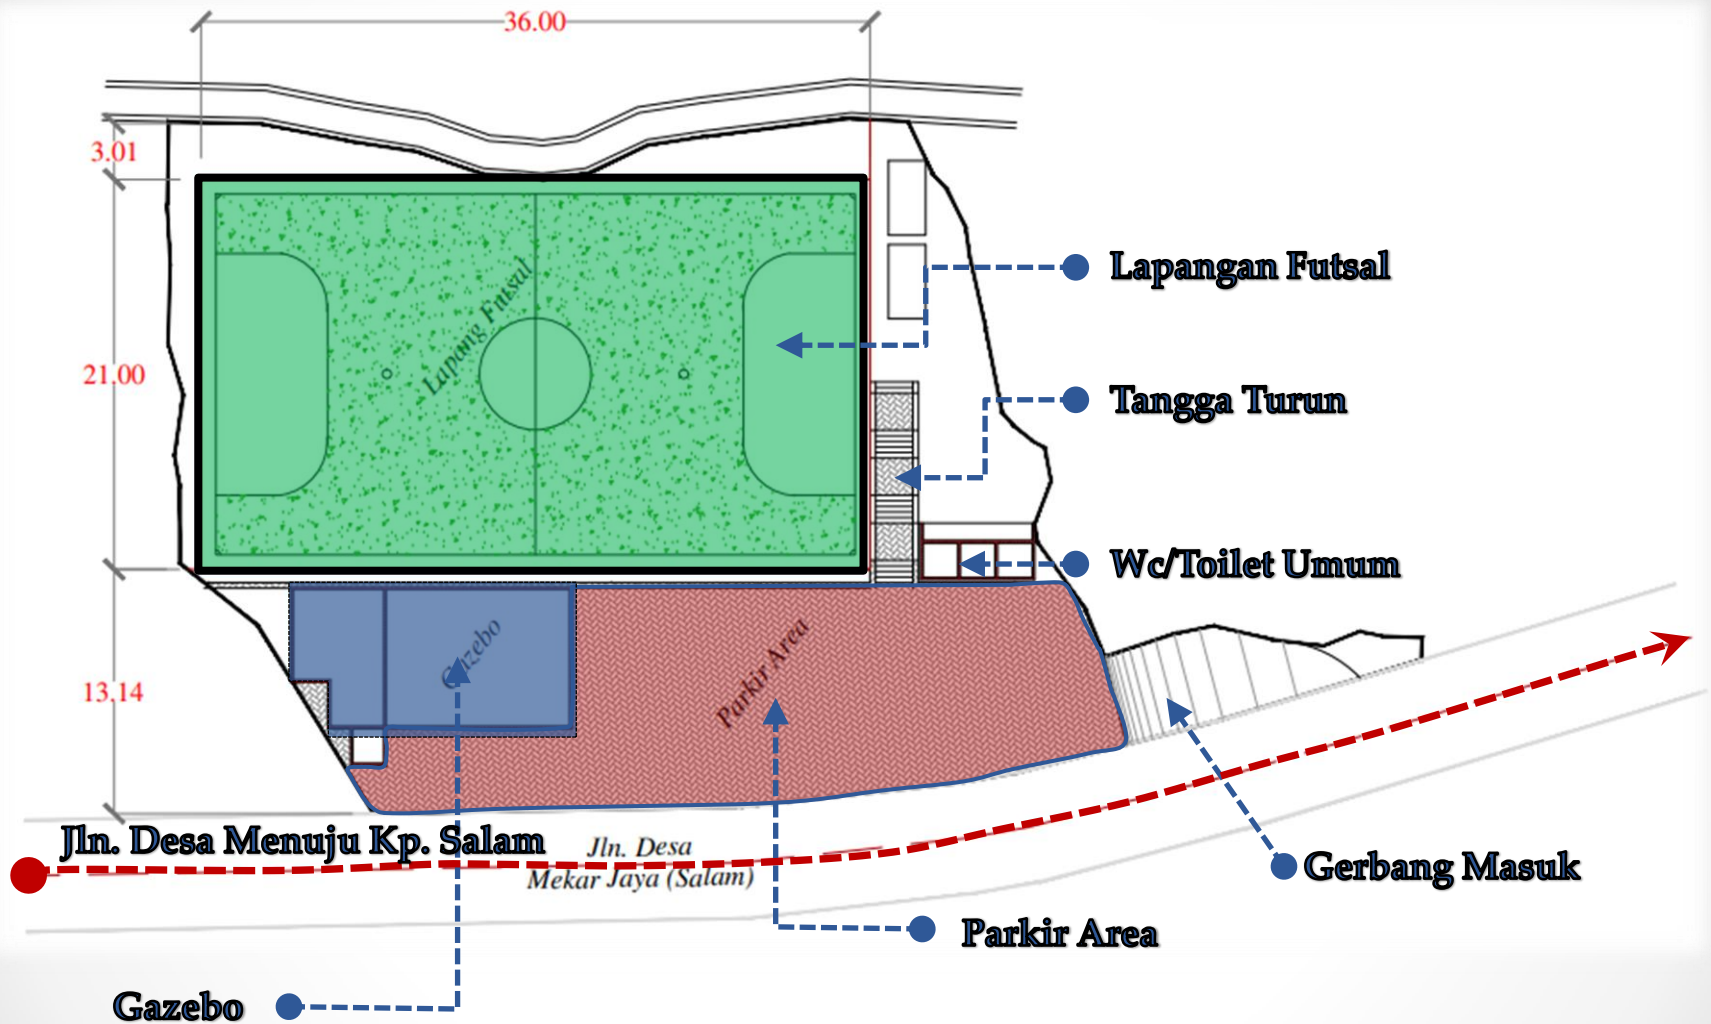 36.00
3.01
21.00
13.14
Lapang Futsal
Lapangan Futsal
Tangga Turun
Wc/Toilet Umum
Gazebo
Parkir Area
Jln. Desa Menuju Kp. Salam
Jln. Desa
Mekar Jaya (Salam)
Gerbang Masuk
Parkir Area
Gazebo